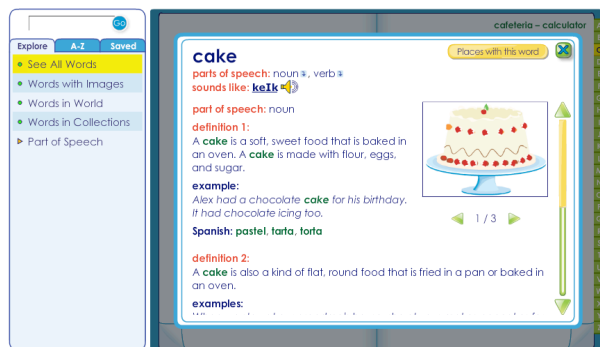 Go
Explore
A-Z
Saved
See All Words
Words with Images
Words in World
Words in Collections
Part of Speech
cafeteria – calculator
cake
Places with this word
parts of speech: noun, verb
sounds like: keIk
part of speech: noun
definition 1:
A cake is a soft, sweet food that is baked in
an oven. A cake is made with flour, eggs,
and sugar.
example:
Alex had a chocolate cake for his birthday.
It had chocolate icing too.
1 / 3
Spanish: pastel, tarta, torta
definition 2:
A cake is also a kind of flat, round food that is fried in a pan or baked in
an oven.
examples: